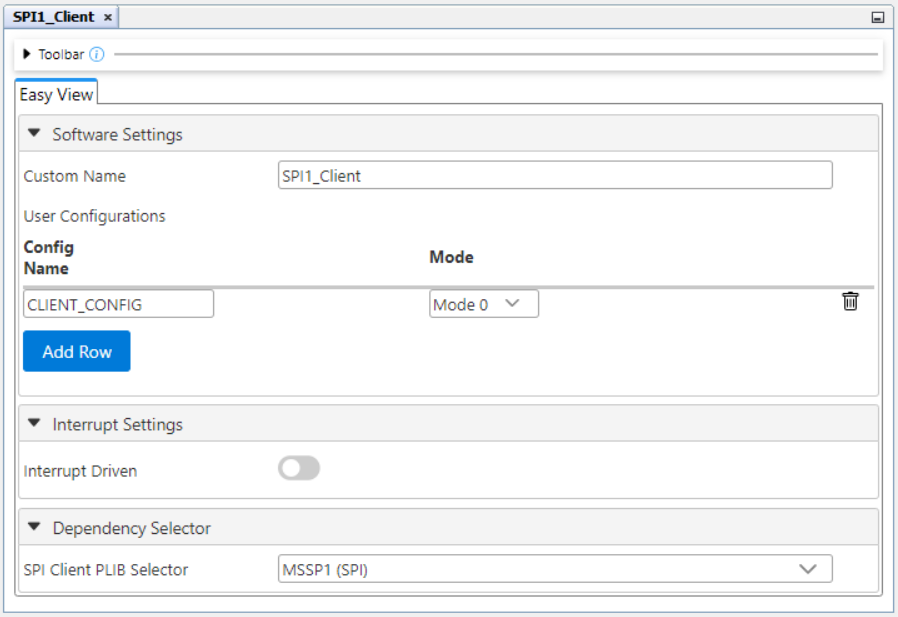 SPI1_Client ×
Toolbar i
Easy View
Software Settings
Custom Name SPI1_Client
User Configurations
Config
Name
Mode
CLIENT_CONFIG Mode 0
Add Row
Interrupt Settings
Interrupt Driven
Dependency Selector
SPI Client PLIB Selector MSSP1 (SPI)